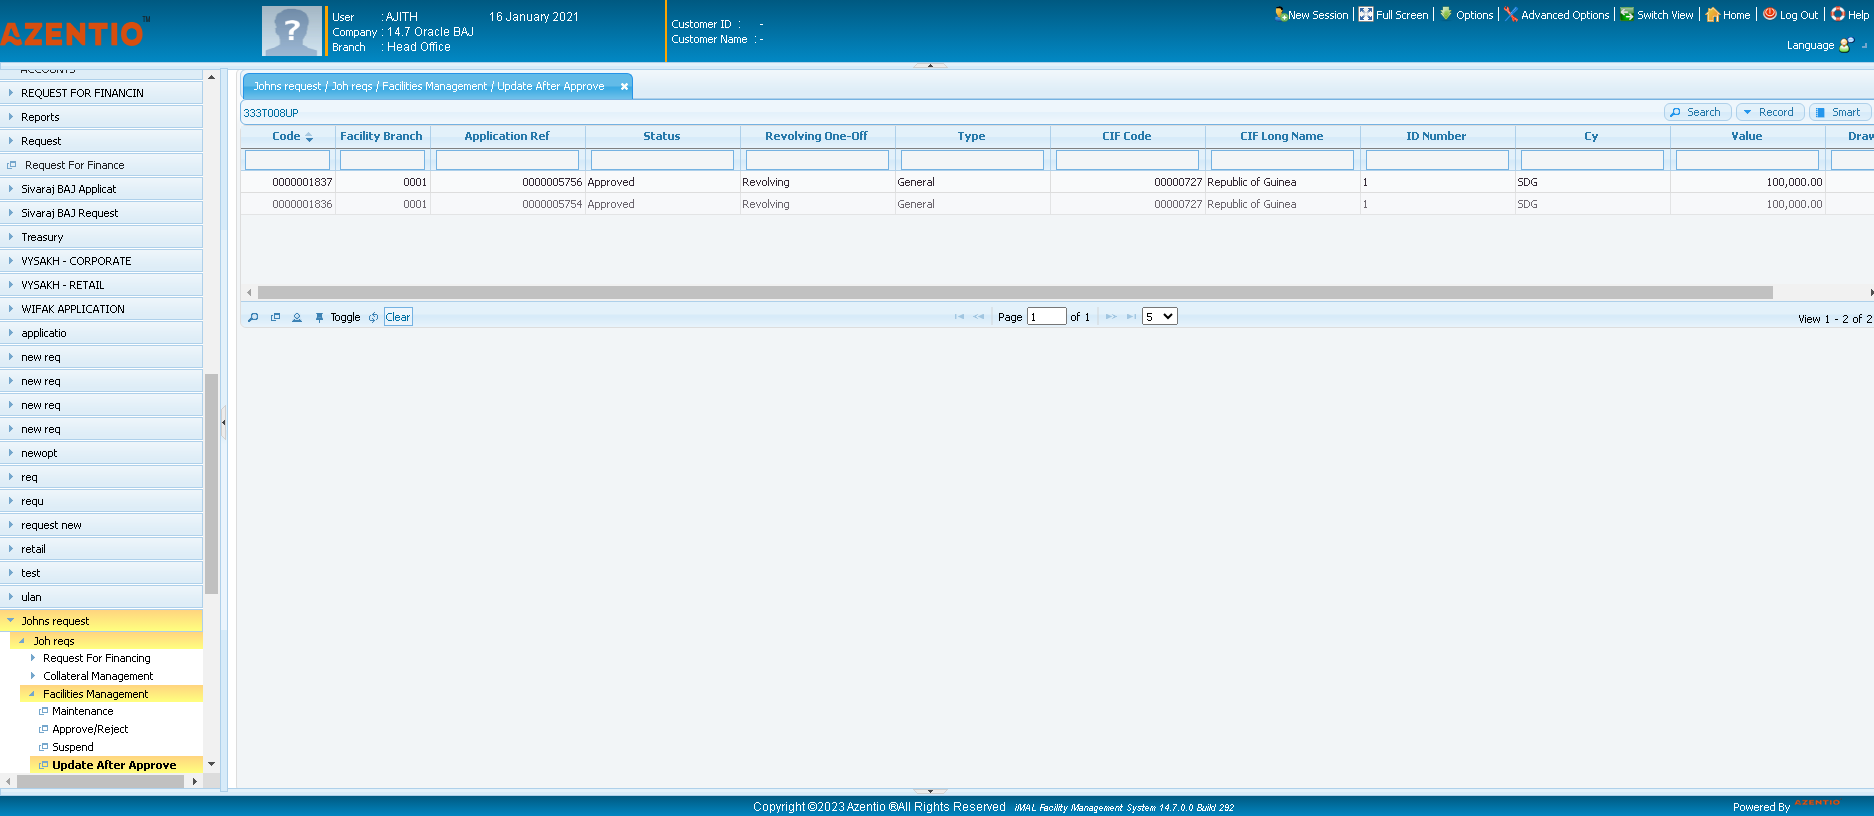 AZENTIO™
User : AJITH 16 January 2021
Company : 14.7 Oracle BAJ
Branch : Head Office
Customer ID : -
Customer Name : -
New Session Full Screen Options Advanced Options Switch View Home Log Out Help
Language
ACCOUNTS
REQUEST FOR FINANCIN
Reports
Request
Request For Finance
Sivaraj BAJ Applicat
Sivaraj BAJ Request
Treasury
VYSAKH - CORPORATE
VYSAKH - RETAIL
WIFAK APPLICATION
applicatio
new req
new req
new req
new req
newopt
req
requ
request new
retail
test
ulan
Johns request
Joh reqs
Request For Financing
Collateral Management
Facilities Management
Maintenance
Approve/Reject
Suspend
Update After Approve
Johns request / Joh reqs / Facilities Management / Update After Approve
333T008UP
Search Record Smart
Code Facility Branch Application Ref Status Revolving One-Off Type CIF Code CIF Long Name ID Number Cy Value Draw
0000001837 0001 0000005756 Approved Revolving General 00000727 Republic of Guinea 1 SDG 100,000.00
0000001836 0001 0000005754 Approved Revolving General 00000727 Republic of Guinea 1 SDG 100,000.00
Toggle Clear
Page 1 of 1 5
View 1 - 2 of 2
Copyright ©2023 Azentio ®All Rights Reserved iMAL Facility Management System 14.7.0.0 Build 292
Powered By AZENTIO